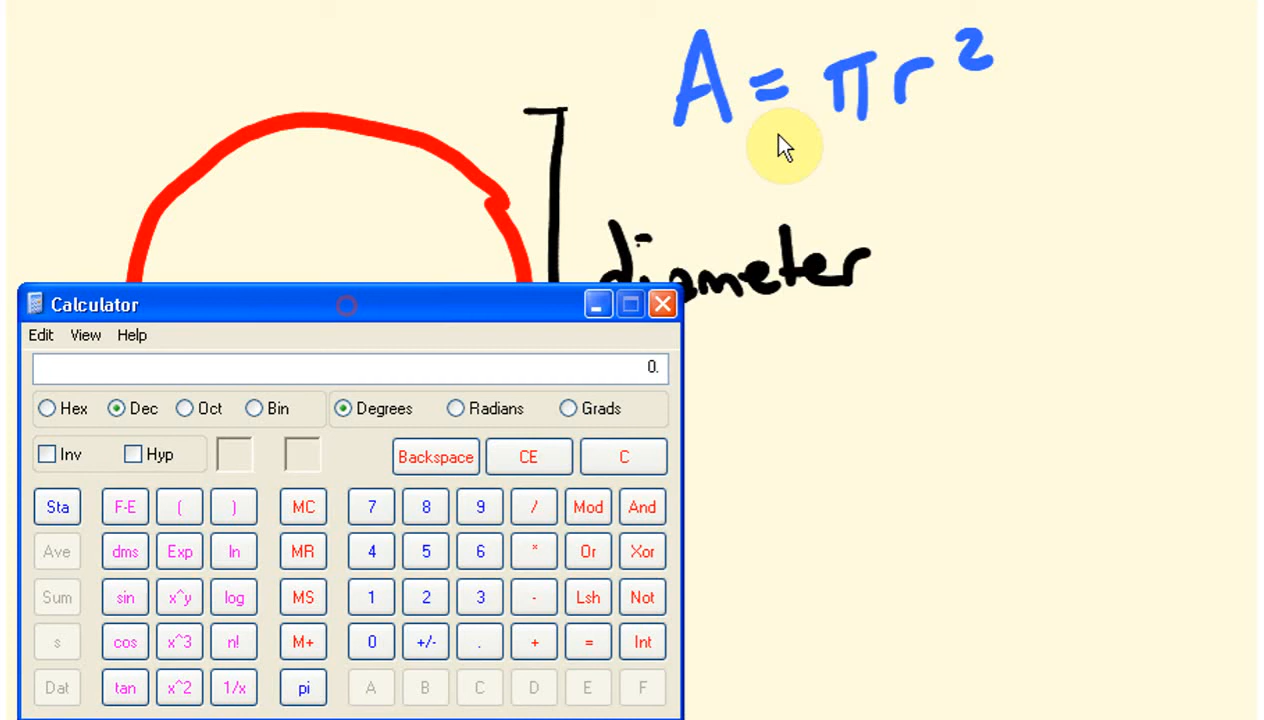 A = πr²
diameter
Calculator
Edit View Help
0.
Hex Dec Oct Bin Degrees Radians Grads
Inv Hyp Backspace CE C
Sta F-E ( ) MC 7 8 9 / Mod And
Ave dms Exp ln MR 4 5 6 * Or Xor
Sum sin x^y log MS 1 2 3 - Lsh Not
s cos x^3 n! M+ 0 +/- . + = Int
Dat tan x^2 1/x pi A B C D E F